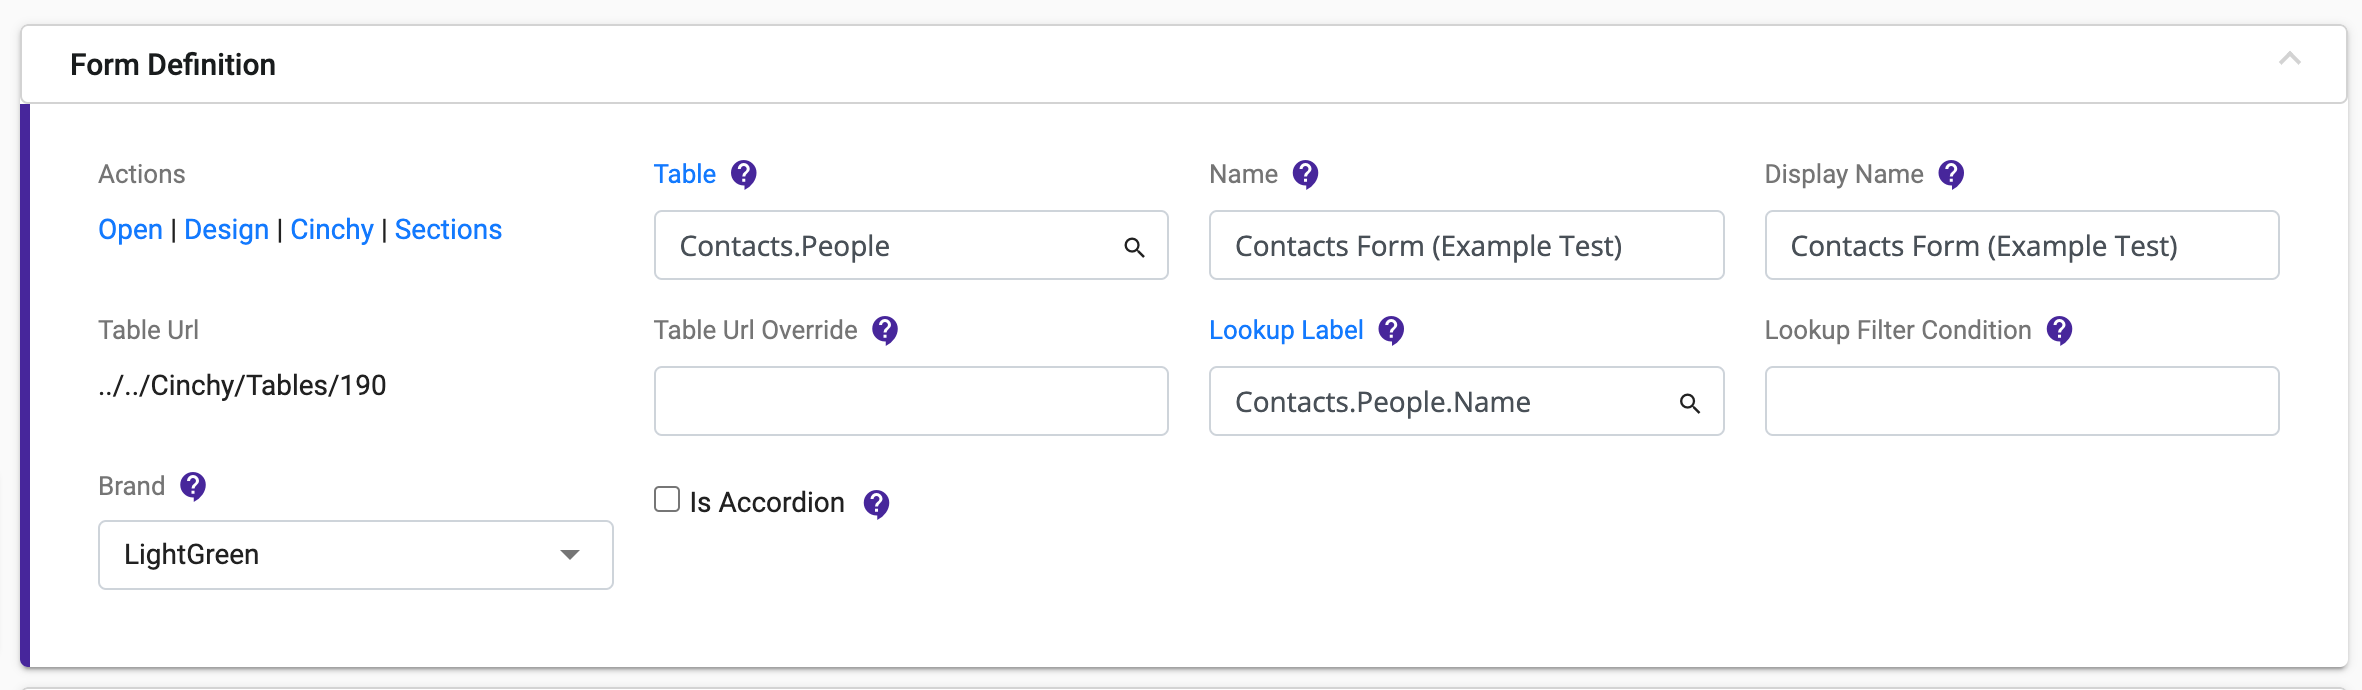 Form Definition
Actions
Open | Design | Cinchy | Sections
Table
Contacts.People
Name
Contacts Form (Example Test)
Display Name
Contacts Form (Example Test)
Table Url
../../Cinchy/Tables/190
Table Url Override
Lookup Label
Contacts.People.Name
Lookup Filter Condition
Brand
LightGreen
Is Accordion